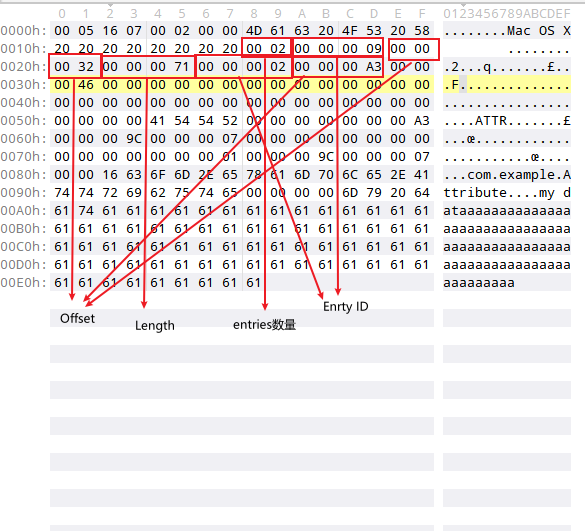 0 1 2 3 4 5 6 7 8 9 A B C D E F 0123456789ABCDEF
0000h: 00 05 16 07 00 02 00 00 4D 61 63 20 4F 53 20 58 ........Mac OS X
0010h: 20 20 20 20 20 20 20 20 00 02 00 00 00 09 00 00 ........
0020h: 00 32 00 00 00 71 00 00 00 02 00 00 00 A3 00 00 .2...q.......£..
0030h: 00 46 00 00 00 00 00 00 00 00 00 00 00 00 00 00 .F..............
0040h: 00 00 00 00 00 00 00 00 00 00 00 00 00 00 00 00 ................
0050h: 00 00 00 00 41 54 54 52 00 00 00 00 00 00 00 A3 ....ATTR.......£
0060h: 00 00 00 9C 00 00 00 07 00 00 00 00 00 00 00 00 ...œ............
0070h: 00 00 00 00 00 00 00 01 00 00 00 9C 00 00 00 07 ...........œ....
0080h: 00 00 16 63 6F 6D 2E 65 78 61 6D 70 6C 65 2E 41 ...com.example.A
0090h: 74 74 72 69 62 75 74 65 00 00 00 00 6D 79 20 64 ttribute....my d
00A0h: 61 74 61 61 61 61 61 61 61 61 61 61 61 61 61 61 ataaaaaaaaaaaaaa
00B0h: 61 61 61 61 61 61 61 61 61 61 61 61 61 61 61 61 aaaaaaaaaaaaaaaa
00C0h: 61 61 61 61 61 61 61 61 61 61 61 61 61 61 61 61 aaaaaaaaaaaaaaaa
00D0h: 61 61 61 61 61 61 61 61 61 61 61 61 61 61 61 61 aaaaaaaaaaaaaaaa
00E0h: 61 61 61 61 61 61 61 61 61 aaaaaaaaa
Offset
Length
entries数量
Enrty ID